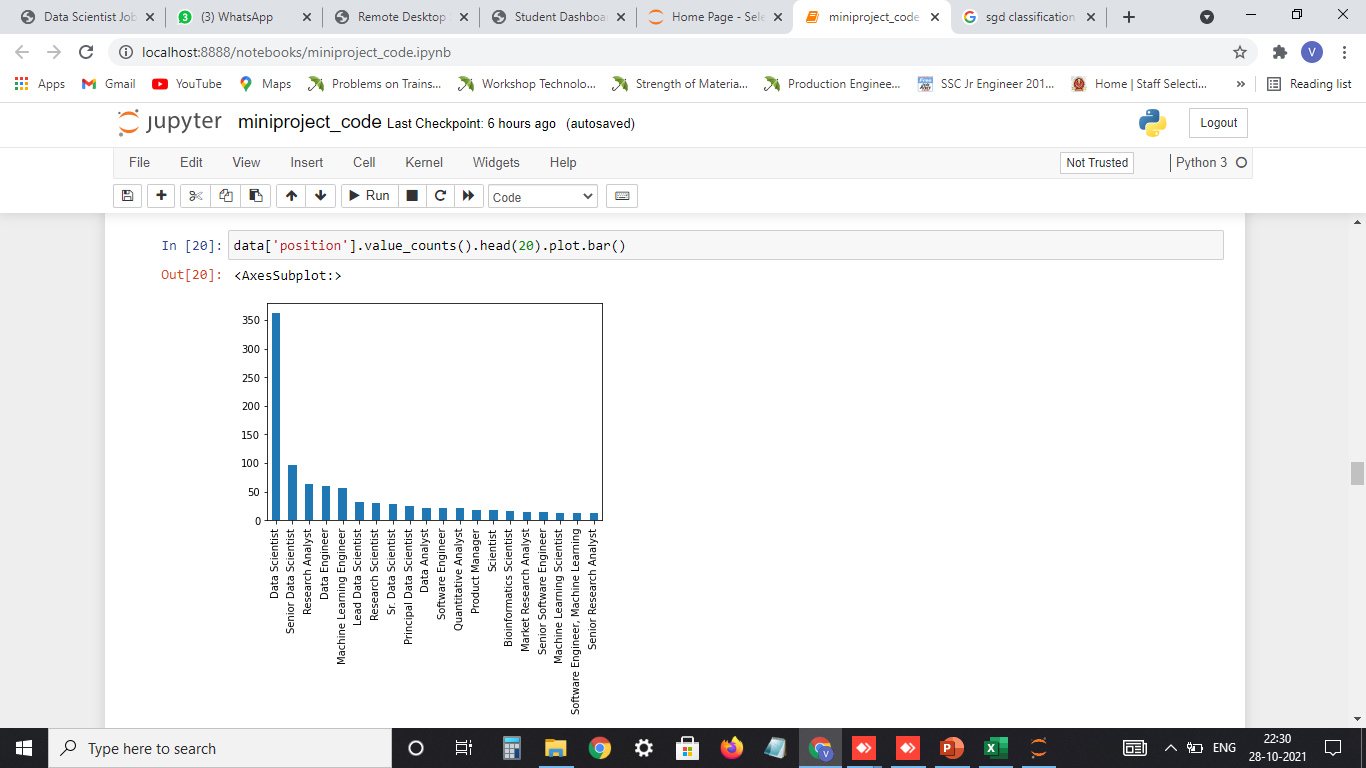 Data Scientist Job
(3) WhatsApp
Remote Desktop
Student Dashboa
Home Page - Sele
miniproject_code
sgd classification
localhost:8888/notebooks/miniproject_code.ipynb
V
Apps
Gmail
YouTube
Maps
Problems on Trains...
Workshop Technolo...
Strength of Materia...
Production Enginee...
SSC Jr Engineer 201...
Home | Staff Selecti...
»
Reading list
jupyter miniproject_code Last Checkpoint: 6 hours ago (autosaved)
Logout
File Edit View Insert Cell Kernel Widgets Help
Not Trusted
Python 3
Run
Code
In [20]: data['position'].value_counts().head(20).plot.bar()
Out[20]: <AxesSubplot:>
350
300
250
200
150
100
50
0
Data Scientist
Senior Data Scientist
Research Analyst
Data Engineer
Machine Learning Engineer
Lead Data Scientist
Research Scientist
Sr. Data Scientist
Principal Data Scientist
Data Analyst
Software Engineer
Quantitative Analyst
Product Manager
Scientist
Bioinformatics Scientist
Market Research Analyst
Senior Software Engineer
Machine Learning Scientist
Software Engineer, Machine Learning
Senior Research Analyst
Type here to search
ENG
22:30
28-10-2021